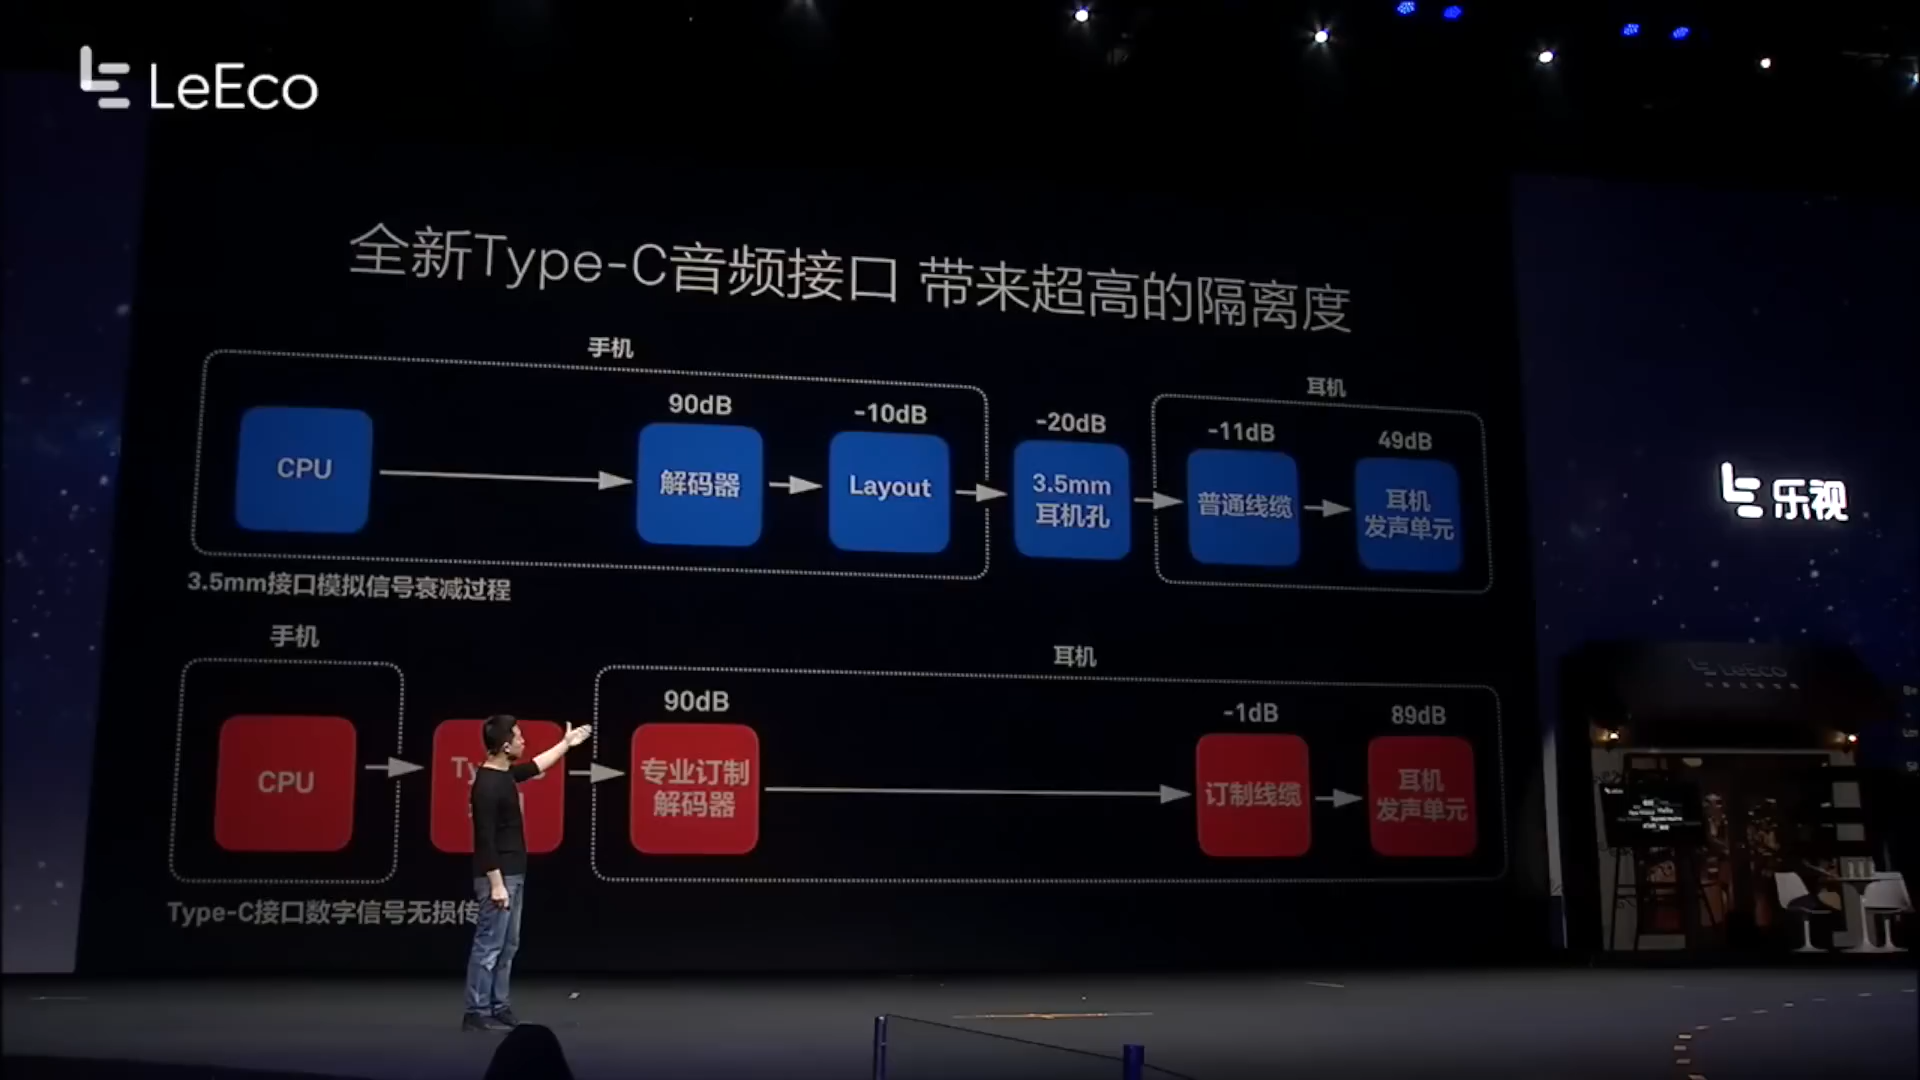 LeEco
全新Type-C音频接口 带来超高的隔离度
手机
耳机
90dB
-10dB
-20dB
-11dB
49dB
CPU
解码器
Layout
3.5mm
耳机孔
普通线缆
耳机
发声单元
3.5mm接口模拟信号衰减过程
乐视
手机
耳机
90dB
-1dB
89dB
CPU
专业订制
解码器
订制线缆
耳机
发声单元
Type-C接口数字信号无损传
LeEco